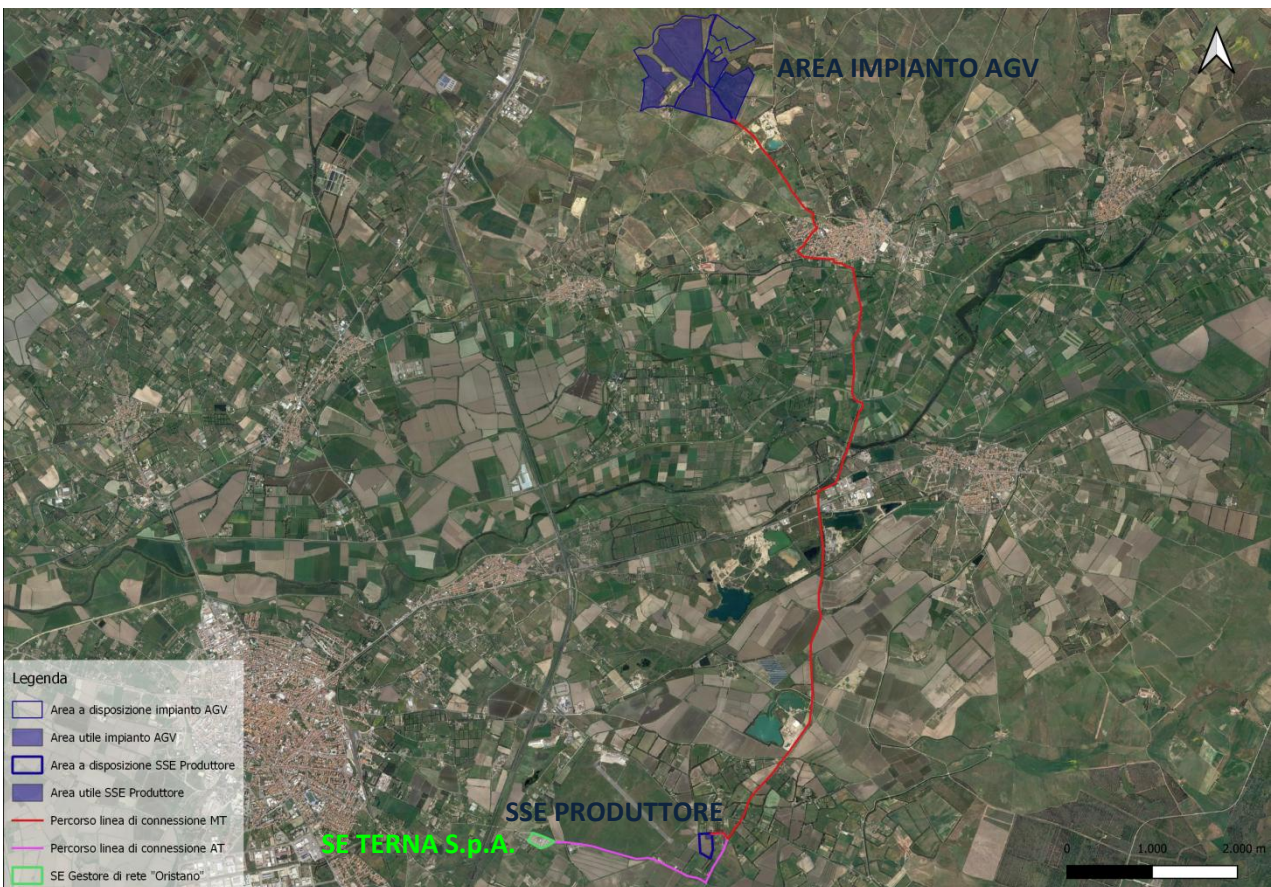 AREA IMPIANTO AGV
SSE PRODUTTORE
SE TERNA S.p.A.
Legenda
Area a disposizione impianto AGV
Area utile impianto AGV
Area a disposizione SSE Produttore
Area utile SSE Produttore
Percorso linea di connessione MT
Percorso linea di connessione AT
SE Gestore di rete "Oristano"
0 1.000 2.000 m